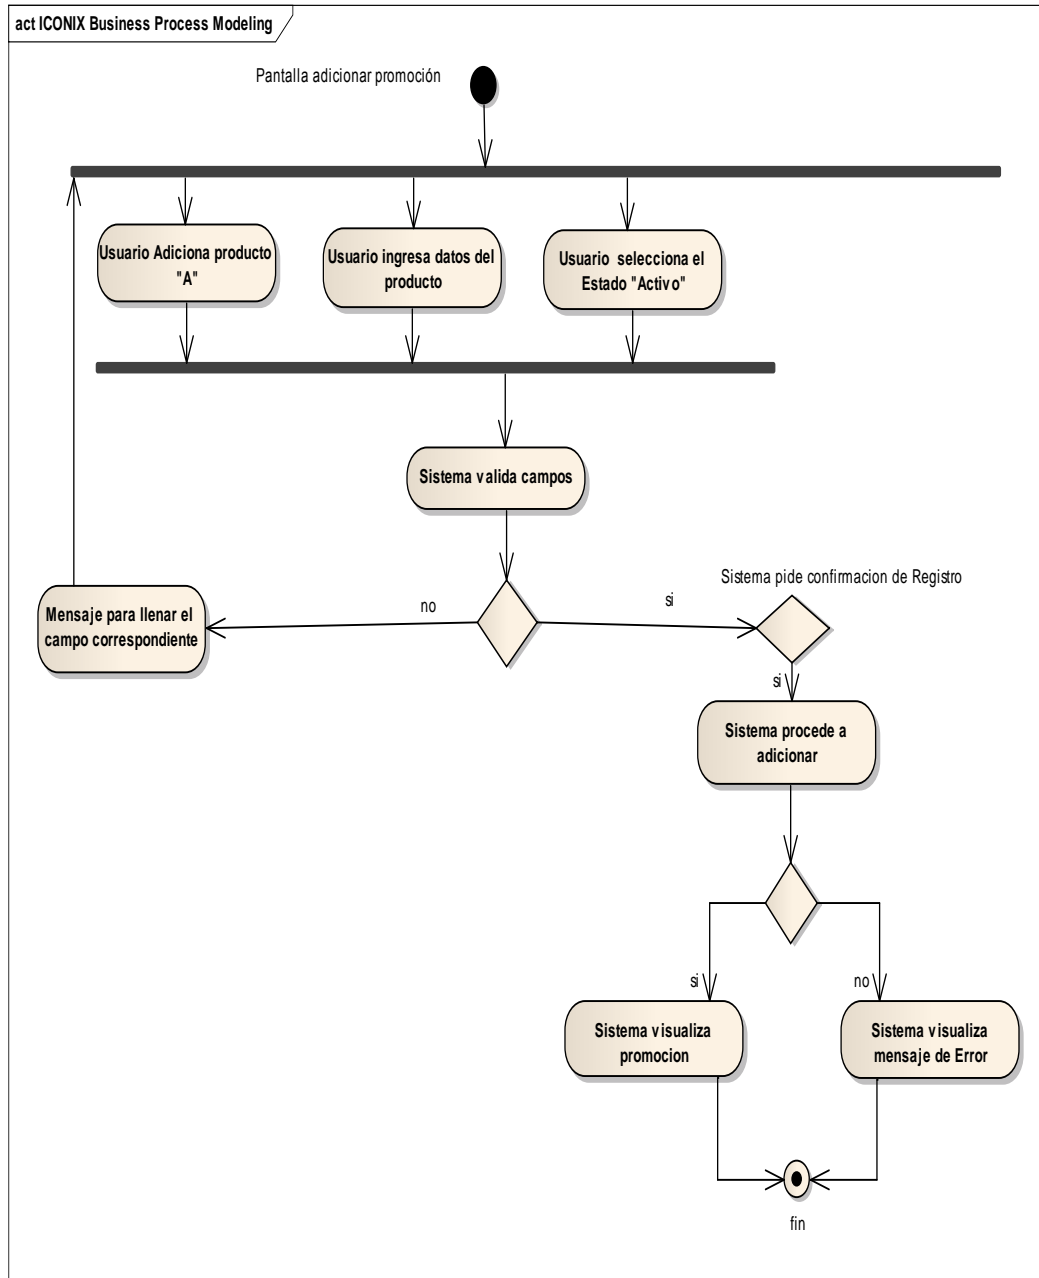 act ICONIX Business Process Modeling
Pantalla adicionar promoción
Usuario Adiciona producto
"A"
Usuario ingresa datos del
producto
Usuario selecciona el
Estado "Activo"
Sistema valida campos
Sistema pide confirmacion de Registro
no
si
Mensaje para llenar el
campo correspondiente
si
Sistema procede a
adicionar
si
no
Sistema visualiza
promocion
Sistema visualiza
mensaje de Error
fin